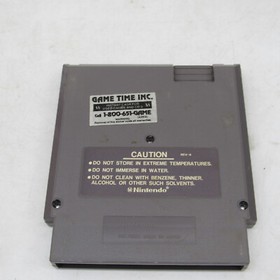 GAME TIME INC.
Call 1-800-651-GAME
CAUTION
REV-A
• DO NOT STORE IN EXTREME TEMPERATURES.
• DO NOT IMMERSE IN WATER.
• DO NOT CLEAN WITH BENZENE, THINNER,
ALCOHOL OR OTHER SUCH SOLVENTS.
Nintendo